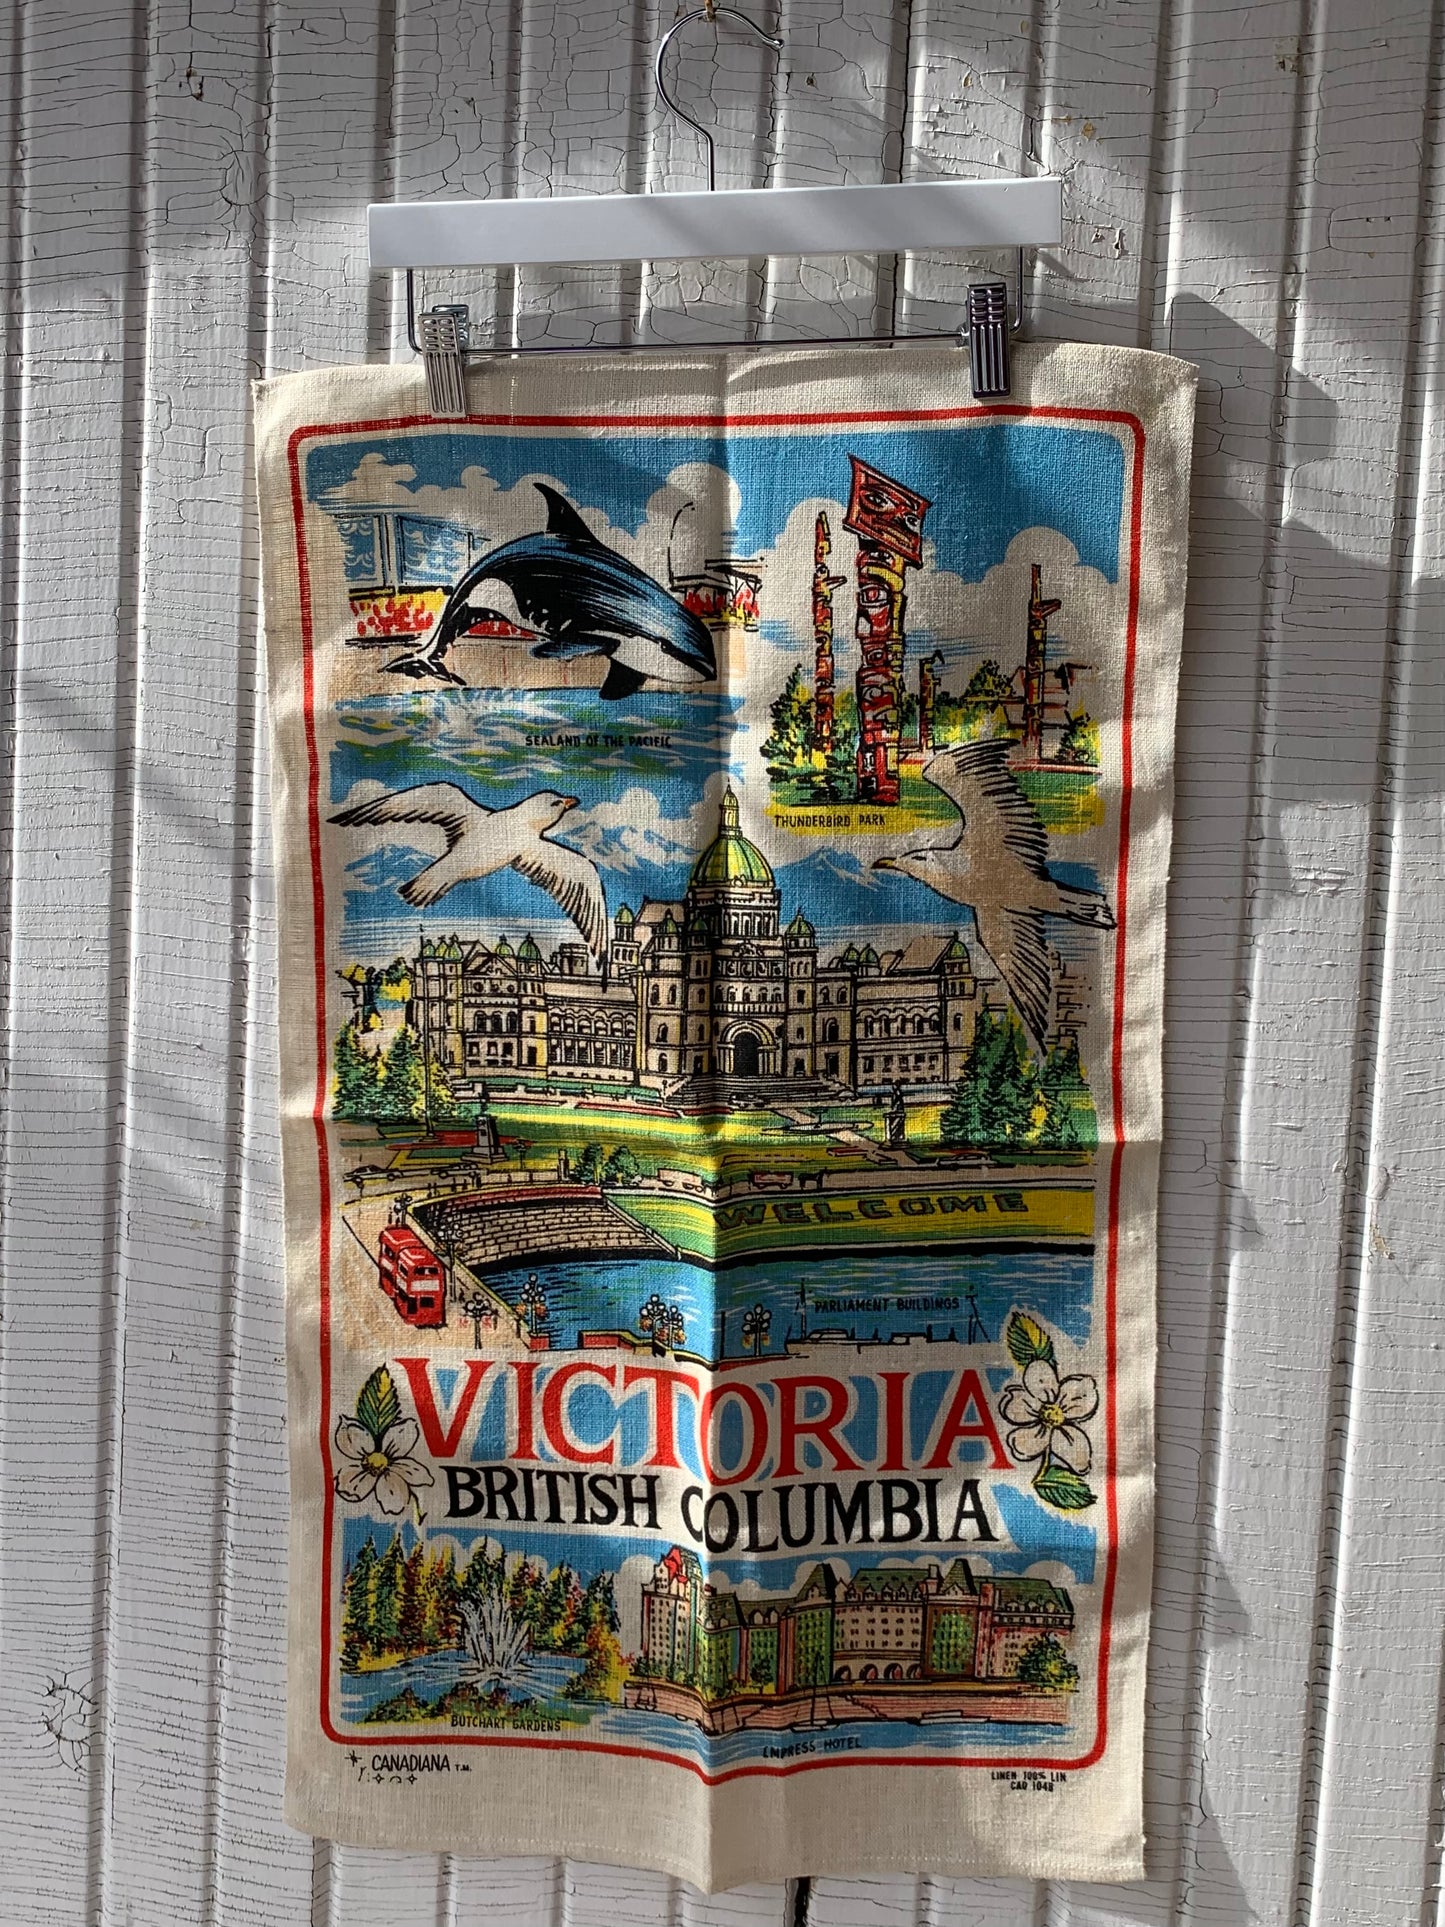 SEALAND OF THE PACIFIC
THUNDERBIRD PARK
WELCOME
PARLIAMENT BUILDINGS
VICTORIA
BRITISH COLUMBIA
BUTCHART GARDENS
EMPRESS HOTEL
CANADIANA T.M.
LINEN 100% LIN
CAD 1048